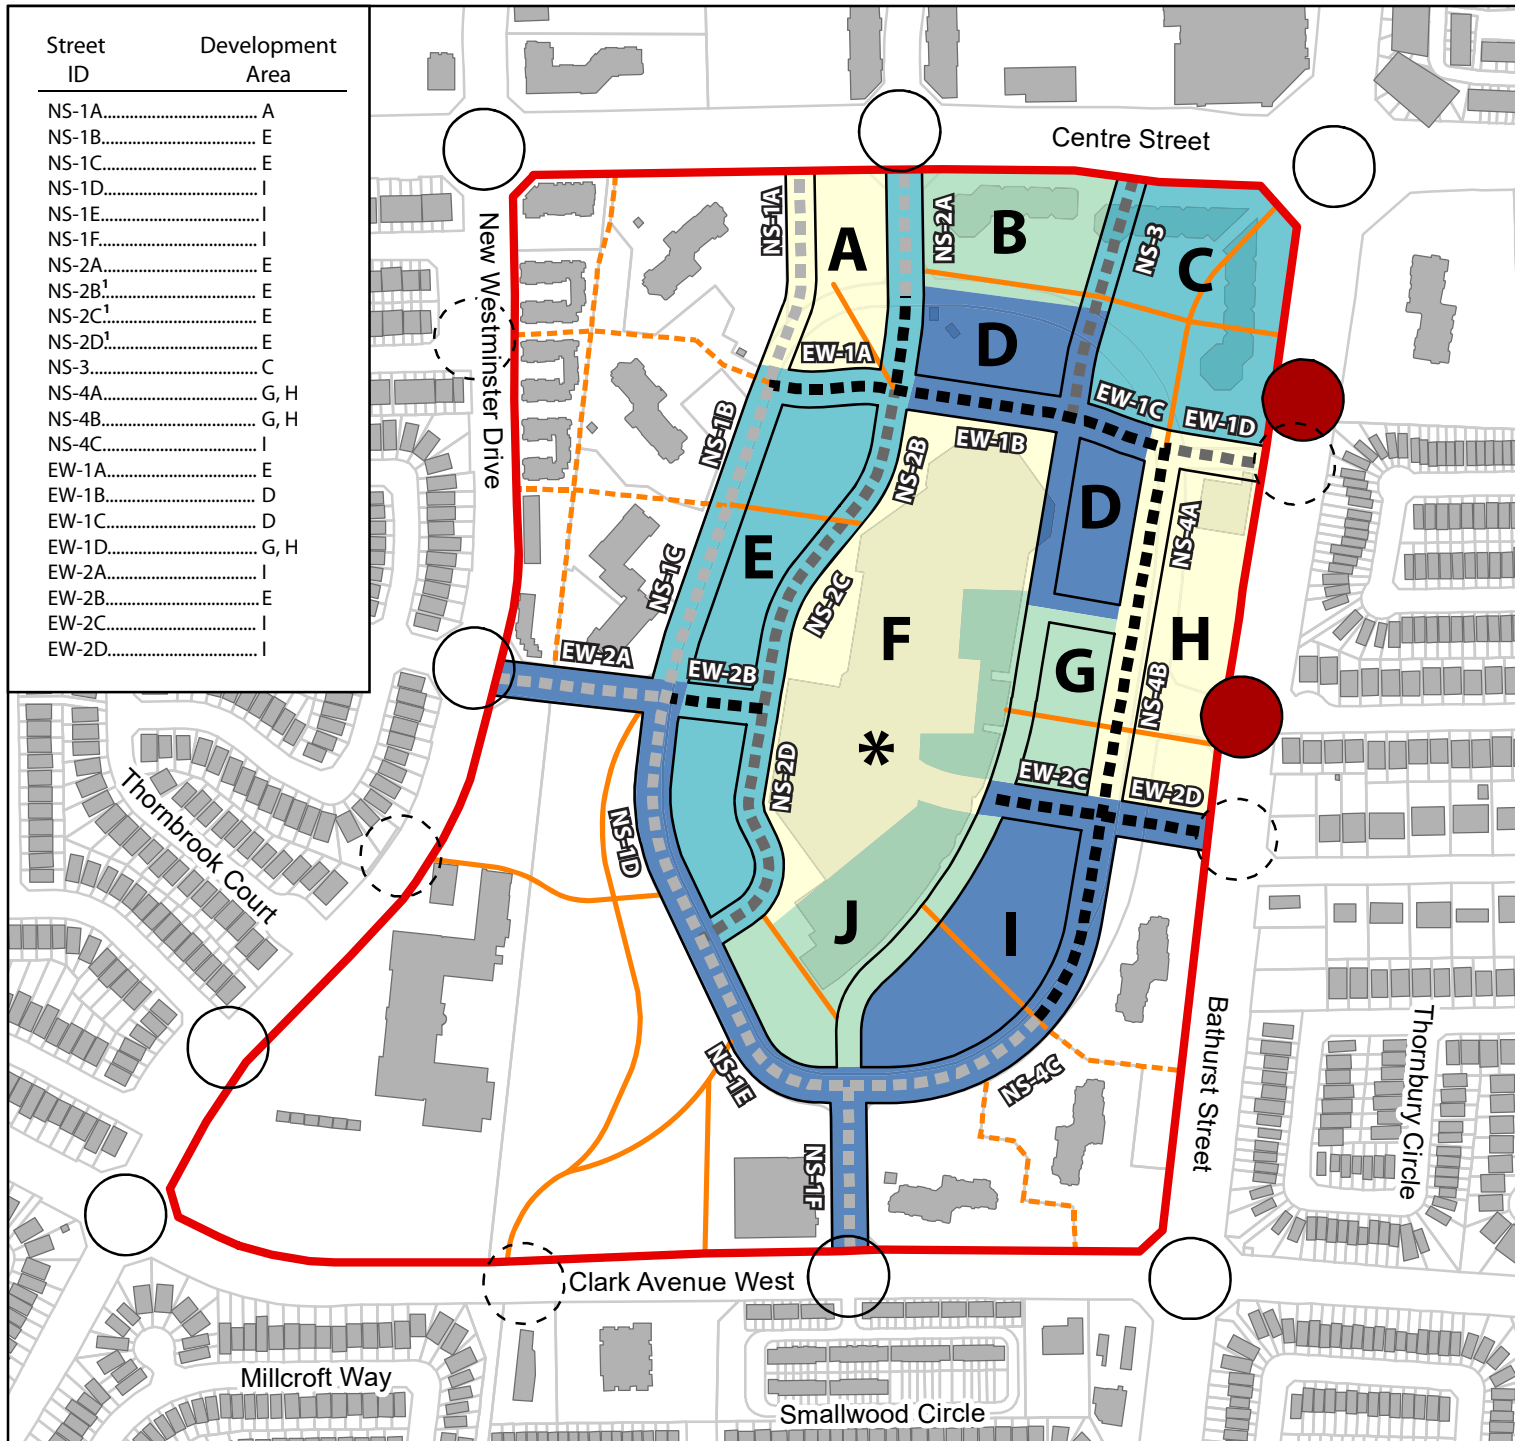 Street Development
ID Area
NS-1A.................................. A
NS-1B.................................. E
NS-1C.................................. E
NS-1D.................................. I
NS-1E.................................. I
NS-1F.................................. I
NS-2A.................................. E
NS-2B¹................................. E
NS-2C¹................................. E
NS-2D¹................................. E
NS-3.................................... C
NS-4A.................................. G, H
NS-4B.................................. G, H
NS-4C.................................. I
EW-1A.................................. E
EW-1B.................................. D
EW-1C.................................. D
EW-1D.................................. G, H
EW-2A.................................. I
EW-2B.................................. E
EW-2C.................................. I
EW-2D.................................. I
Centre Street
New Westminster Drive
NS-1A
A
NS-2A
B
NS-3
C
D
EW-1A
EW-1B
EW-1C
EW-1D
NS-1B
NS-2B
D
NS-4A
NS-1C
E
NS-2C
F
G
H
EW-2A
EW-2B
NS-4B
*
NS-2D
EW-2C
EW-2D
NS-1D
Thornbrook Court
J
I
NS-1E
NS-4C
Bathurst Street
Thornbury Circle
NS-1F
Clark Avenue West
Millcroft Way
Smallwood Circle